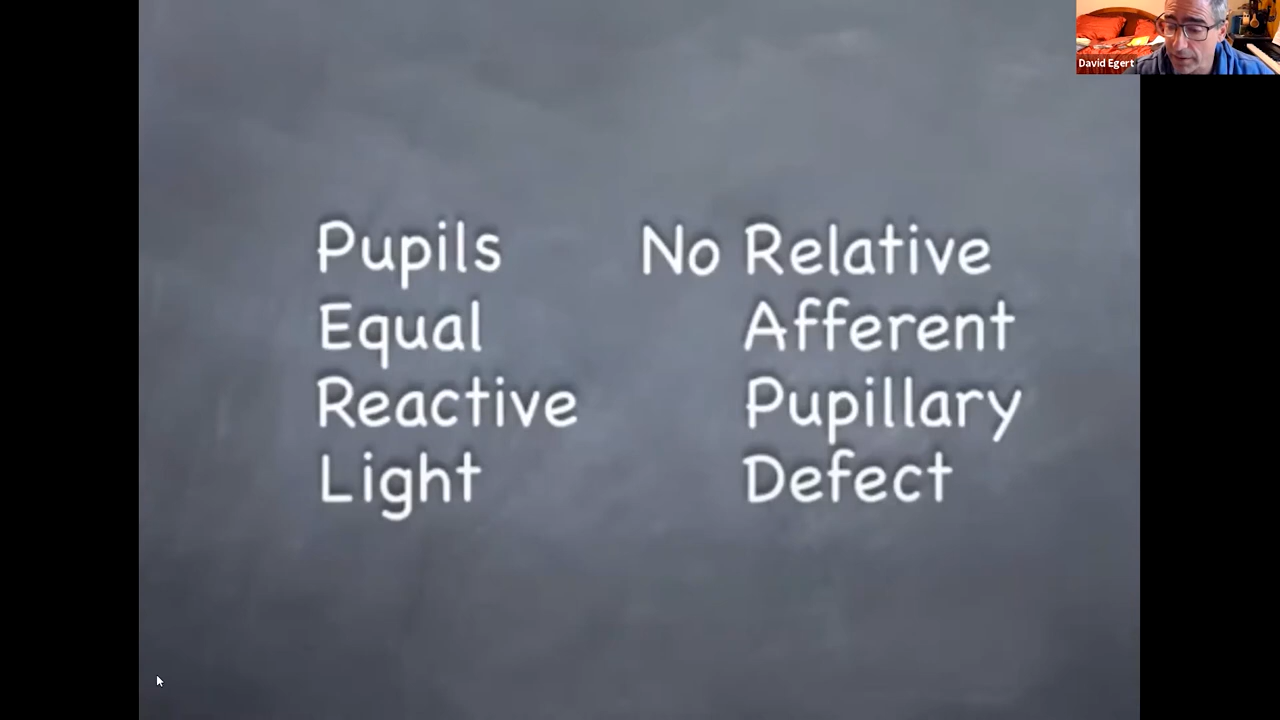 David Egert
Pupils
Equal
Reactive
Light
No Relative
Afferent
Pupillary
Defect